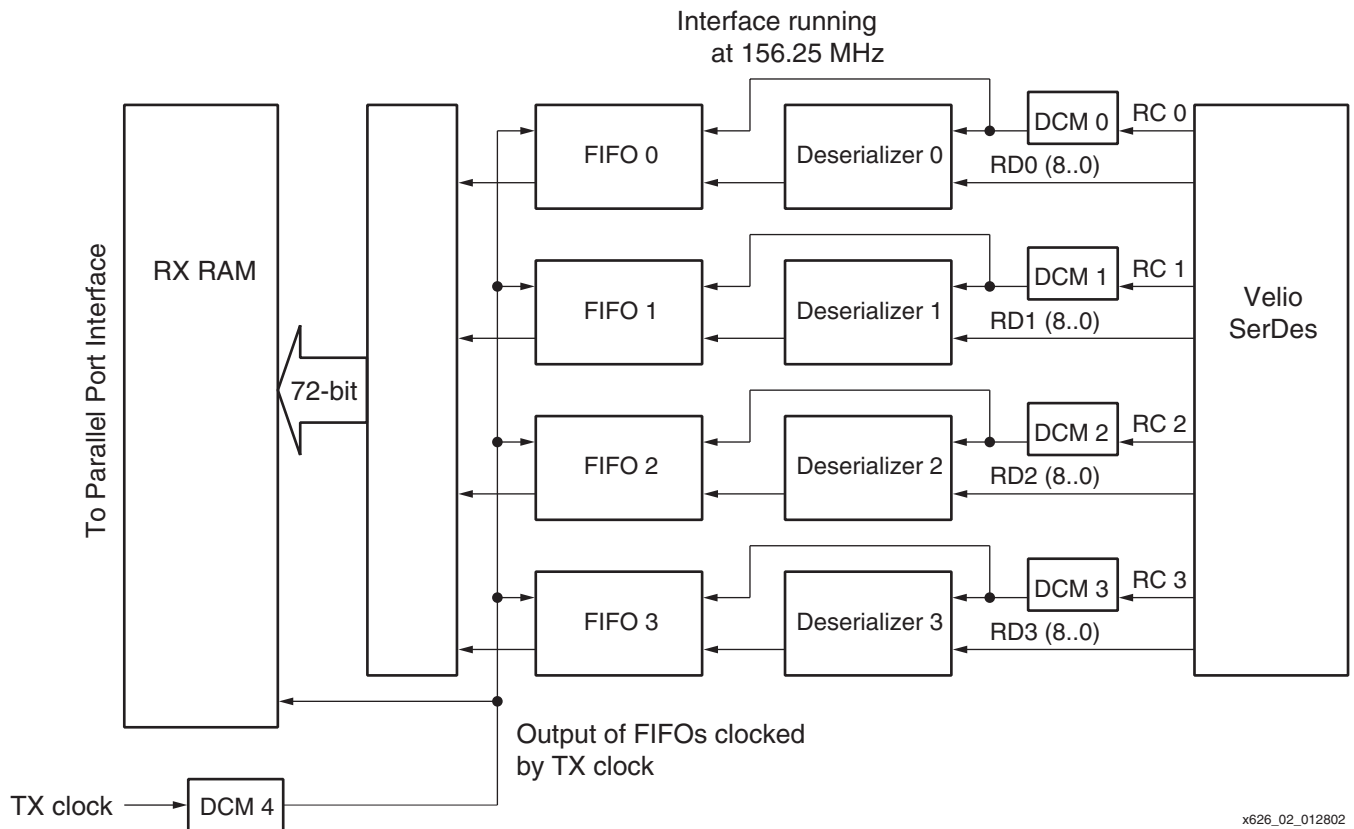 Interface running
at 156.25 MHz
To Parallel Port Interface
RX RAM
72-bit
FIFO 0
Deserializer 0
DCM 0
RC 0
RD0 (8..0)
FIFO 1
Deserializer 1
DCM 1
RC 1
RD1 (8..0)
Velio
SerDes
FIFO 2
Deserializer 2
DCM 2
RC 2
RD2 (8..0)
FIFO 3
Deserializer 3
DCM 3
RC 3
RD3 (8..0)
Output of FIFOs clocked
by TX clock
TX clock
DCM 4
x626_02_012802